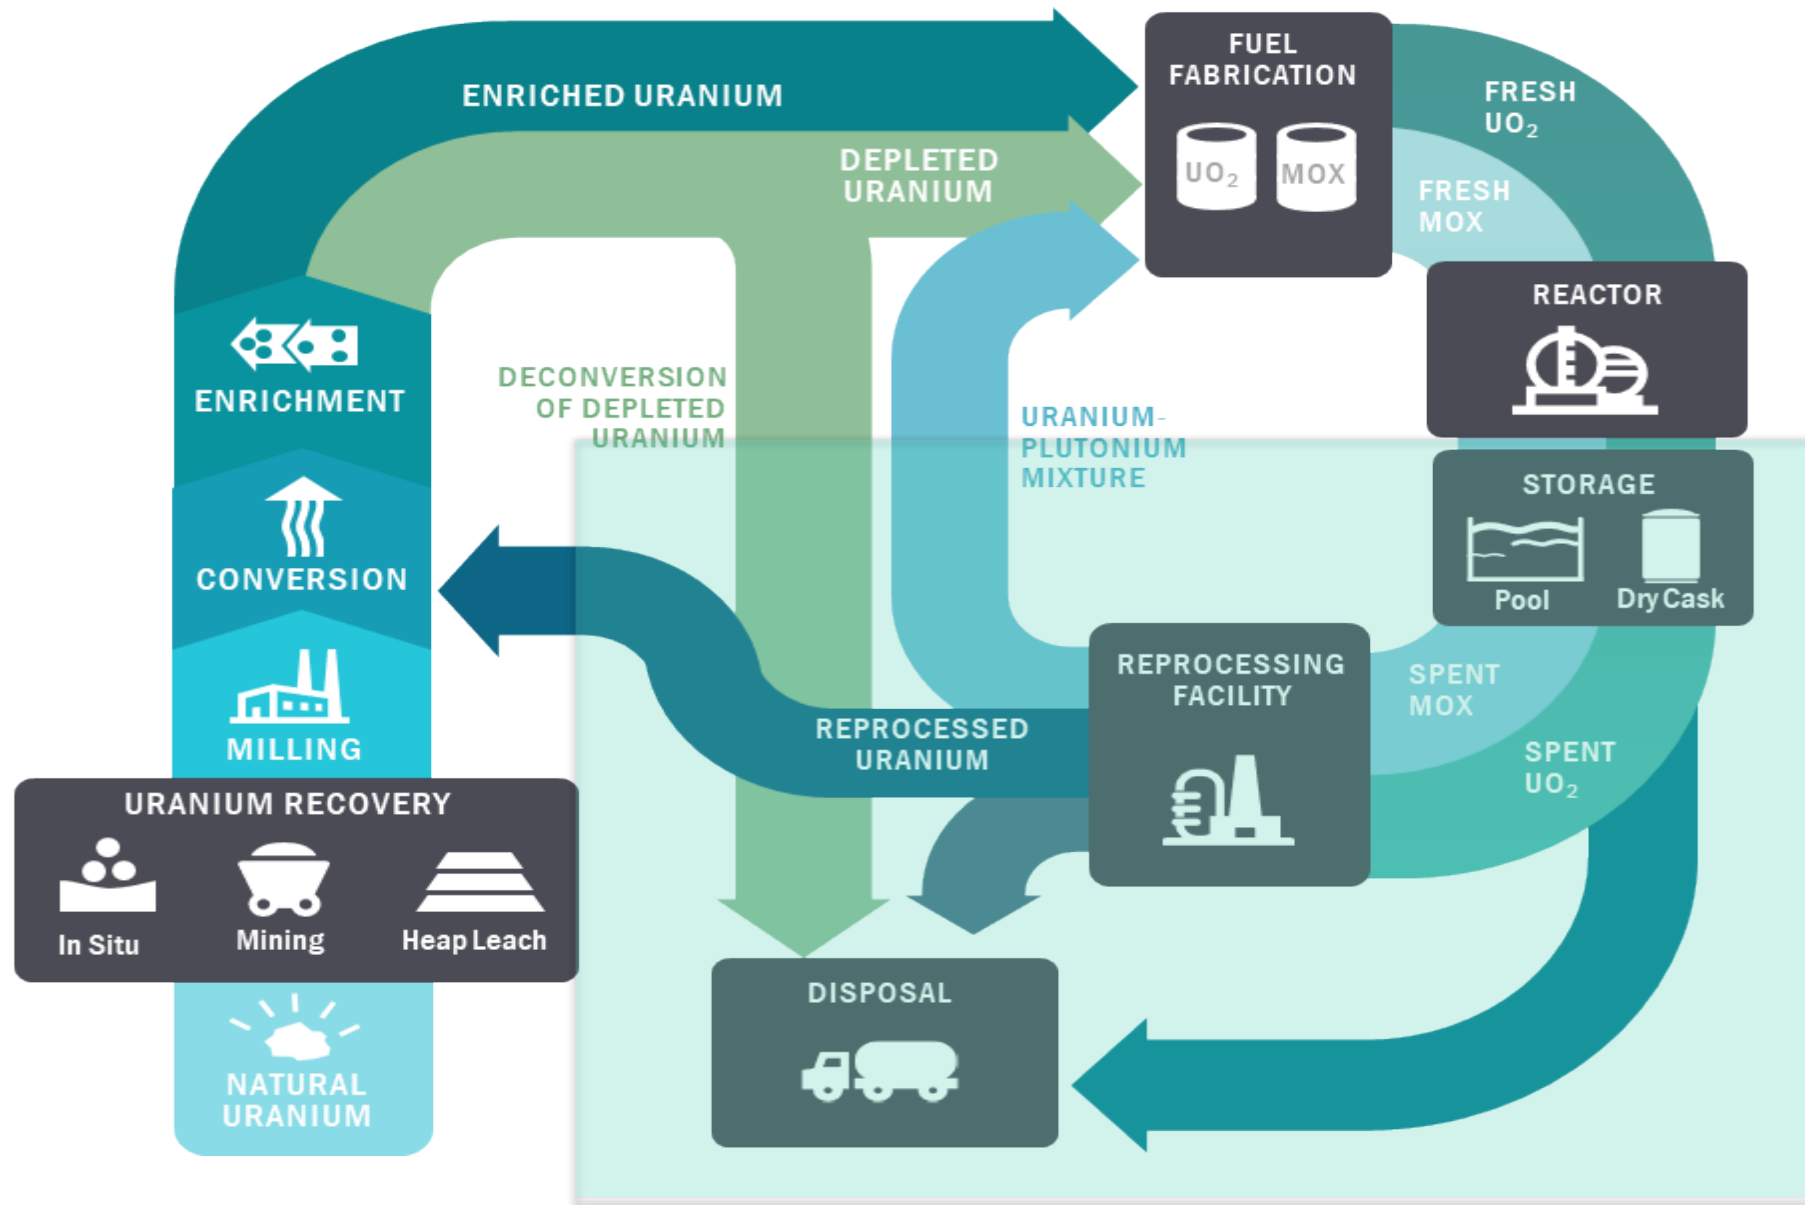 ENRICHED URANIUM
DEPLETED
URANIUM
FUEL
FABRICATION
UO₂
MOX
FRESH
UO₂
FRESH
MOX
REACTOR
ENRICHMENT
DECONVERSION
OF DEPLETED
URANIUM
URANIUM-
PLUTONIUM
MIXTURE
STORAGE
Pool
Dry Cask
CONVERSION
REPROCESSING
FACILITY
SPENT
MOX
SPENT
UO₂
MILLING
REPROCESSED
URANIUM
URANIUM RECOVERY
In Situ
Mining
Heap Leach
DISPOSAL
NATURAL
URANIUM